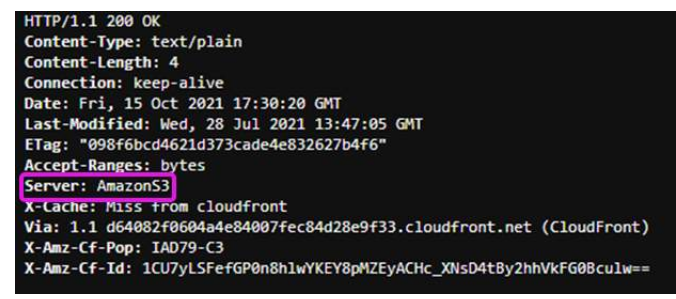 HTTP/1.1 200 OK
Content-Type: text/plain
Content-Length: 4
Connection: keep-alive
Date: Fri, 15 Oct 2021 17:30:20 GMT
Last-Modified: Wed, 28 Jul 2021 13:47:05 GMT
ETag: "098f6bcd4621d373cade4e832627b4f6"
Accept-Ranges: bytes
Server: AmazonS3
X-Cache: Miss from cloudfront
Via: 1.1 d64082f0604a4e84007fec84d28e9f33.cloudfront.net (CloudFront)
X-Amz-Cf-Pop: IAD79-C3
X-Amz-Cf-Id: 1CU7yLSFefGP0n8hlwYKEY8pMZEyACHc_XNsD4tBy2hhVkFG0Bculw==